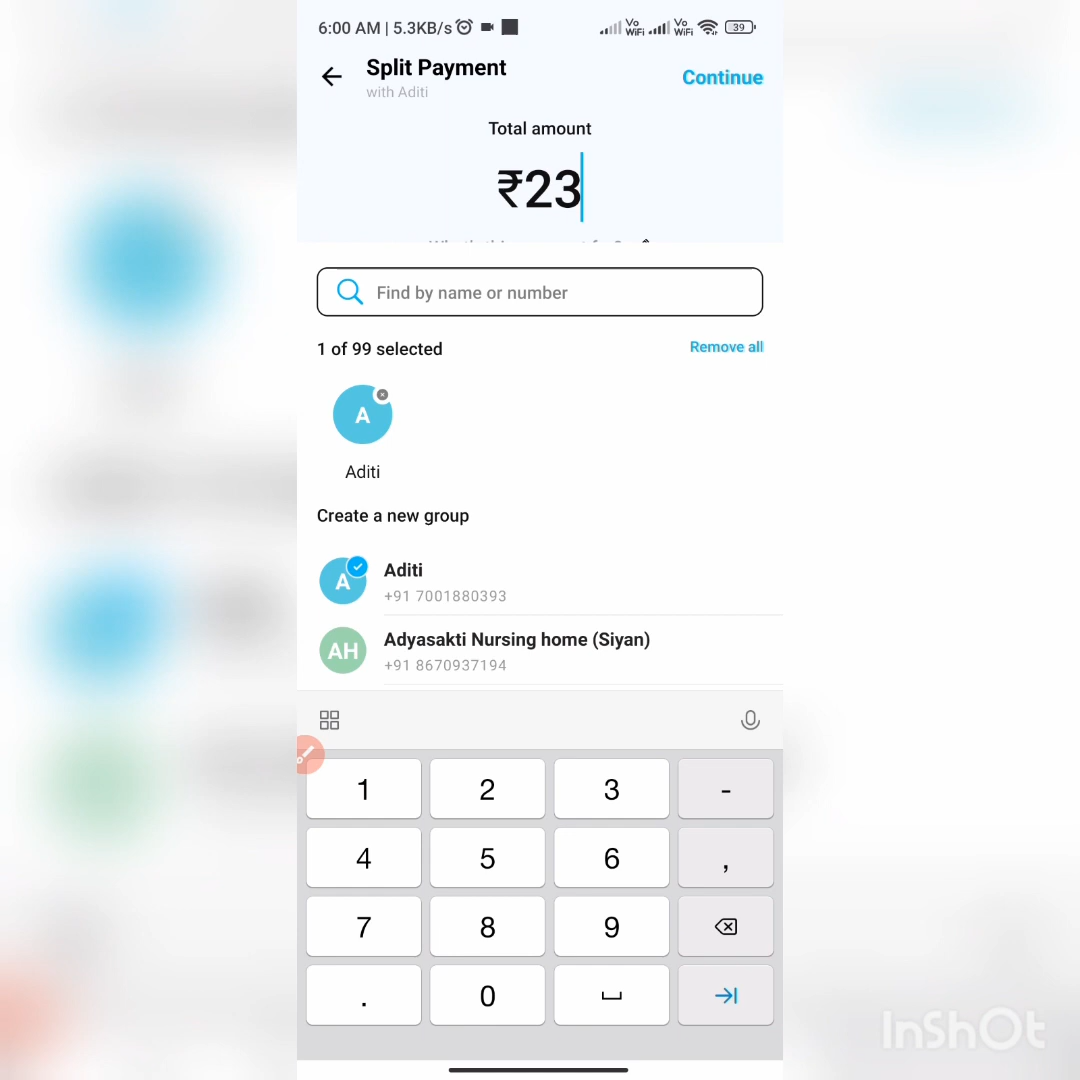 6:00 AM | 5.3KB/s Vo WiFi Vo WiFi 39
Split Payment
with Aditi
Continue
Total amount
₹23
Find by name or number
1 of 99 selected
Remove all
A
Aditi
Create a new group
A
Aditi
+91 7001880393
AH
Adyasakti Nursing home (Siyan)
+91 8670937194
1 2 3 -
4 5 6 ,
7 8 9
. 0
InShOt